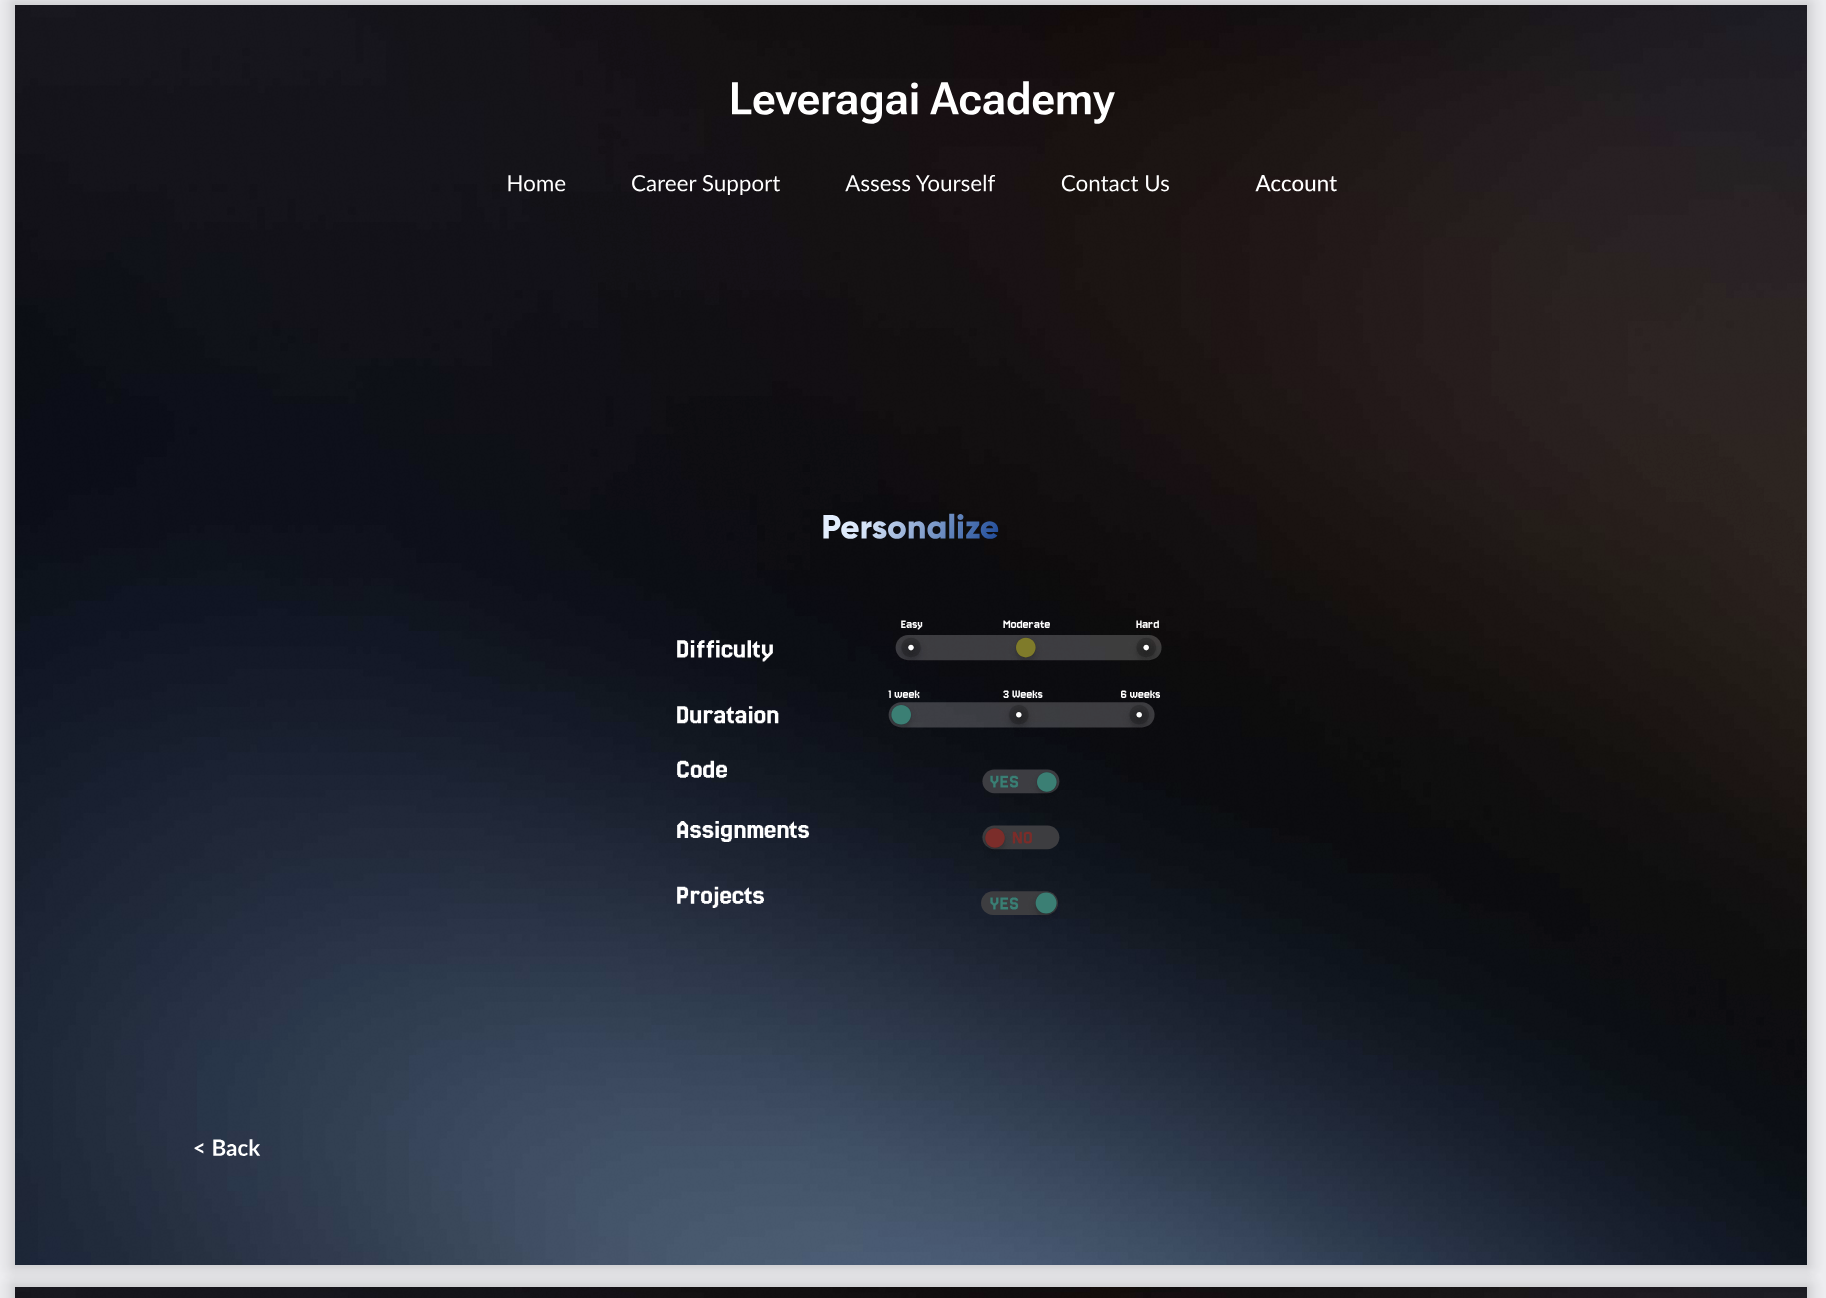 Leveragai Academy
Home Career Support Assess Yourself Contact Us Account
Personalize
Easy Moderate Hard
Difficulty
1 week 3 Weeks 6 weeks
Durataion
Code YES
Assignments NO
Projects YES
< Back